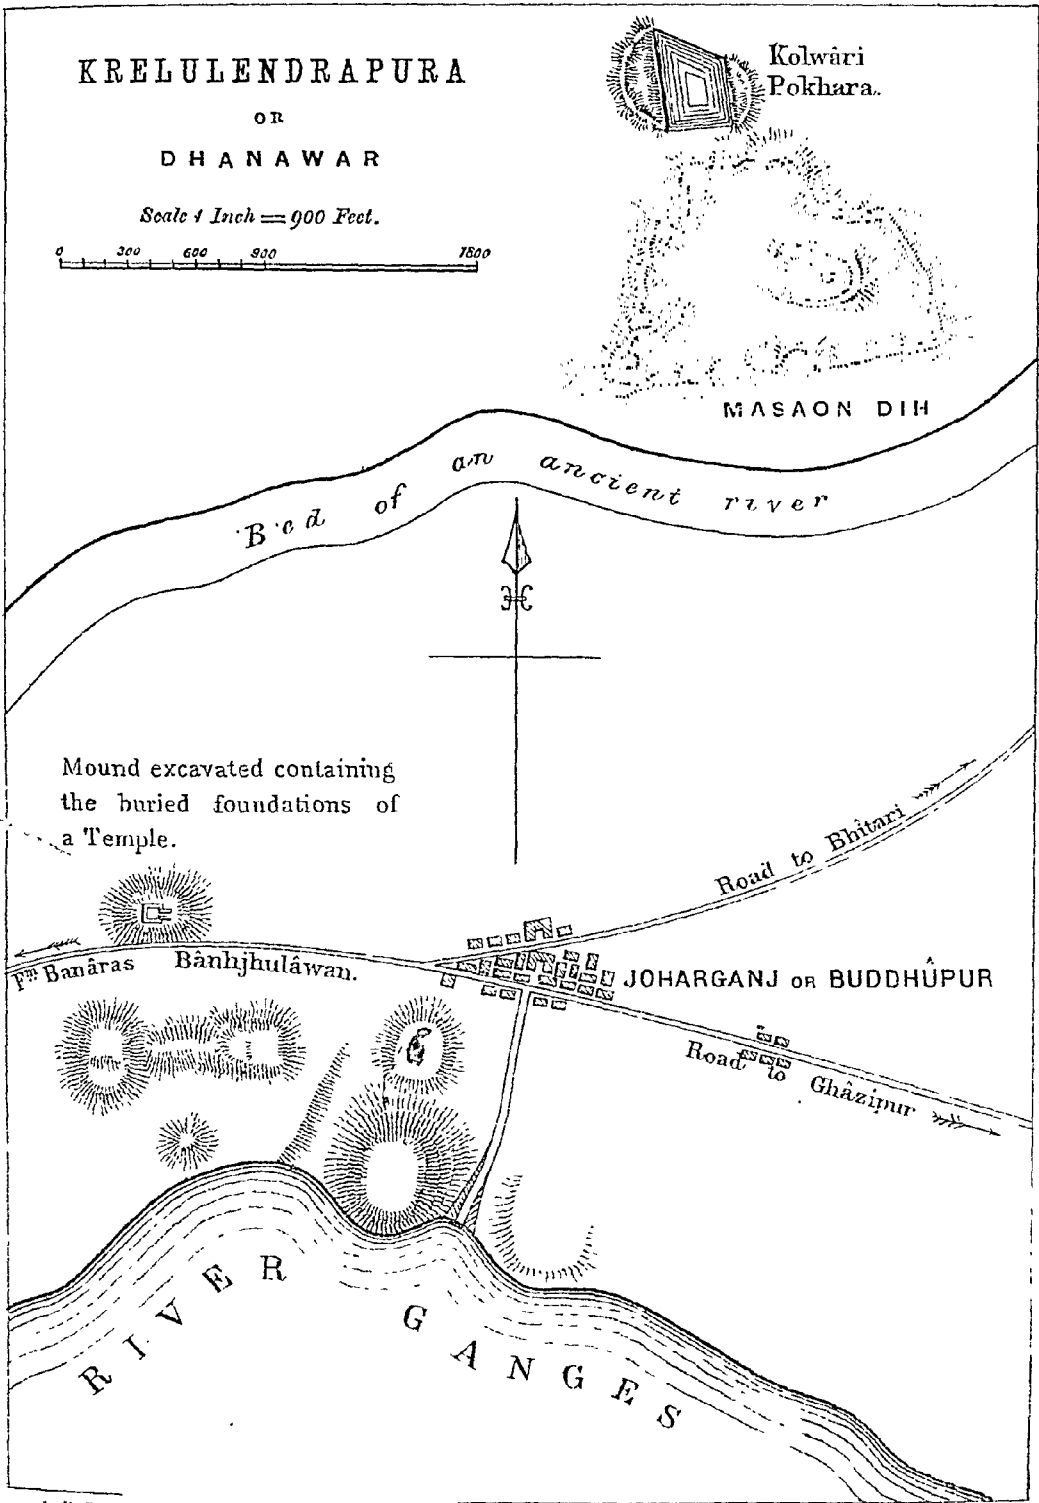 KRELULENDRAPURA
OR
DHANAWAR
Scale 1 Inch = 900 Feet.
0 300 600 900 1800
Kolwâri
Pokhara.
MASAON DIH
Bed of an ancient river
Mound excavated containing
the buried foundations of
a Temple.
Road to Bhîtari
Fm Banâras Bânhjhulâwan.
JOHARGANJ OR BUDDHÛPUR
Road to Ghâzipur
RIVER GANGES